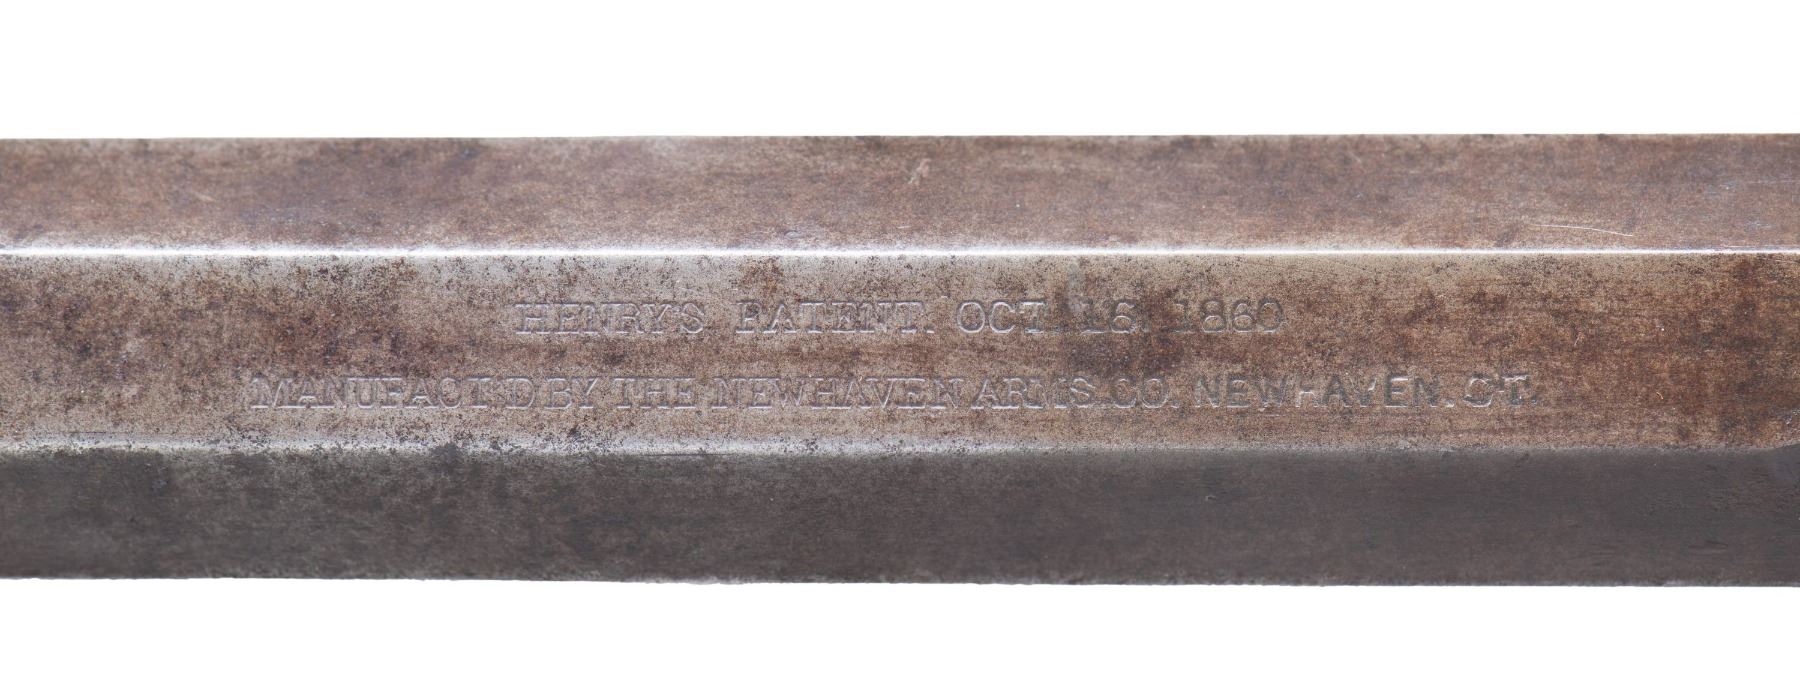 HENRY'S PATENT. OCT. 16. 1860
MANUFACT'D BY THE NEWHAVEN ARMS. CO. NEWHAVEN. CT.